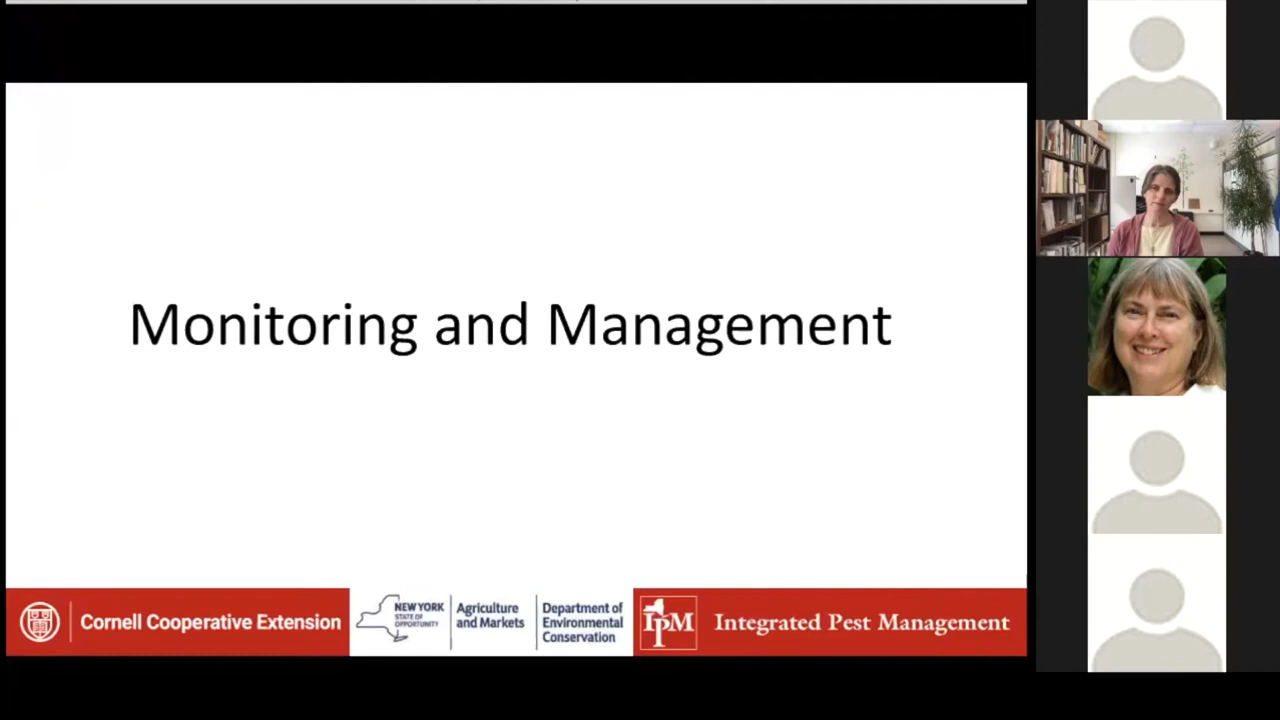 Monitoring and Management
Cornell Cooperative Extension
NEW YORK
STATE OF
OPPORTUNITY
Agriculture
and Markets
Department of
Environmental
Conservation
IPM
Integrated Pest Management